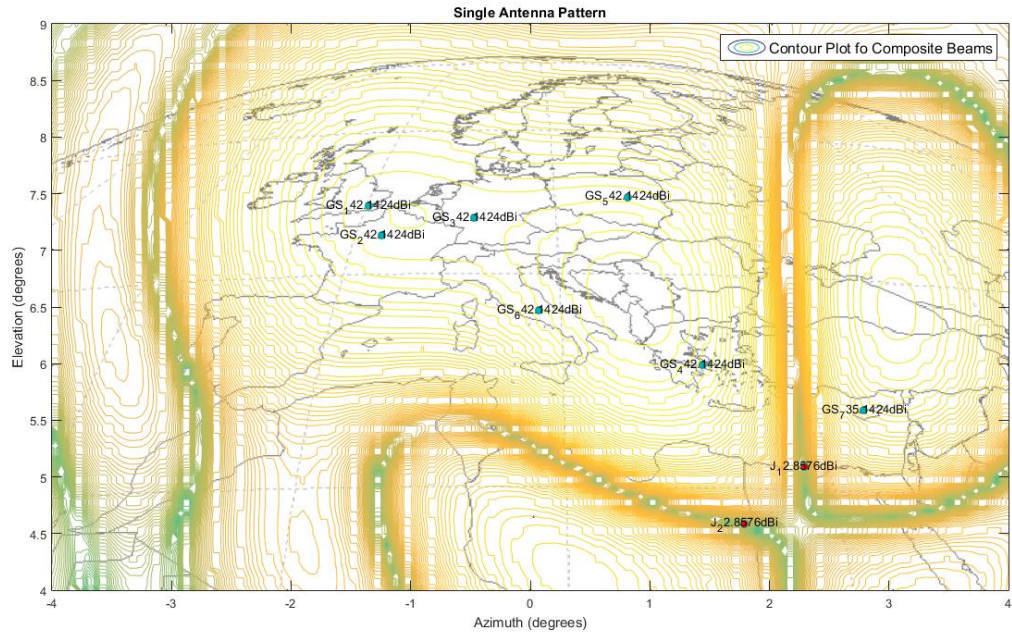 Single Antenna Pattern
Contour Plot fo Composite Beams
Elevation (degrees)
9
8.5
8
7.5
7
6.5
6
5.5
5
4.5
4
GS1 42.1424dBi
GS2 42.1424dBi
GS3 42.1424dBi
GS5 42.1424dBi
GS6 42.1424dBi
GS4 42.1424dBi
GS7 35.1424dBi
J1 2.8576dBi
J2 2.8576dBi
-4 -3 -2 -1 0 1 2 3 4
Azimuth (degrees)